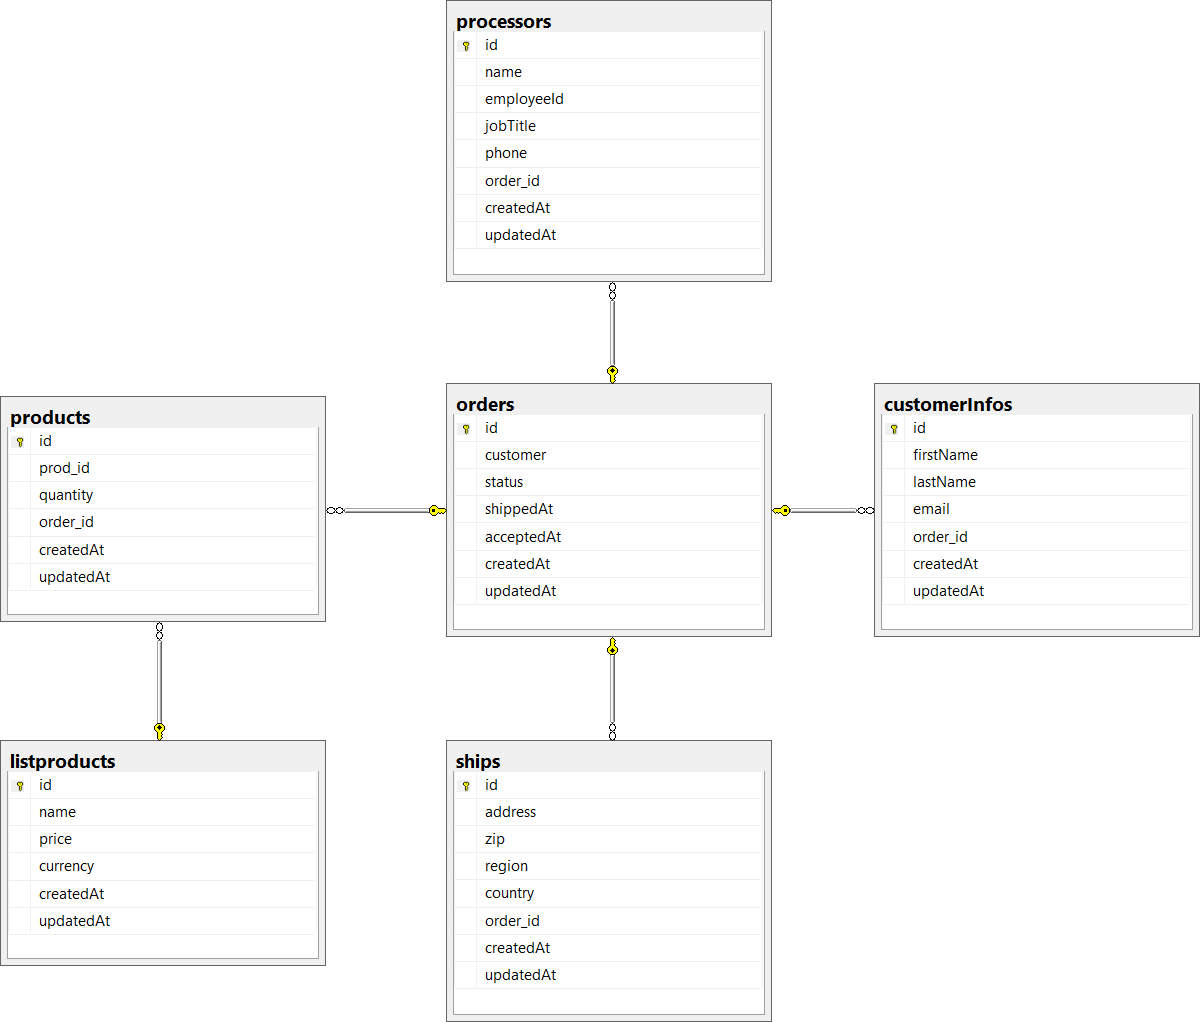 processors
id
name
employeeId
jobTitle
phone
order_id
createdAt
updatedAt
products
id
prod_id
quantity
order_id
createdAt
updatedAt
orders
id
customer
status
shippedAt
acceptedAt
createdAt
updatedAt
customerInfos
id
firstName
lastName
email
order_id
createdAt
updatedAt
listproducts
id
name
price
currency
createdAt
updatedAt
ships
id
address
zip
region
country
order_id
createdAt
updatedAt